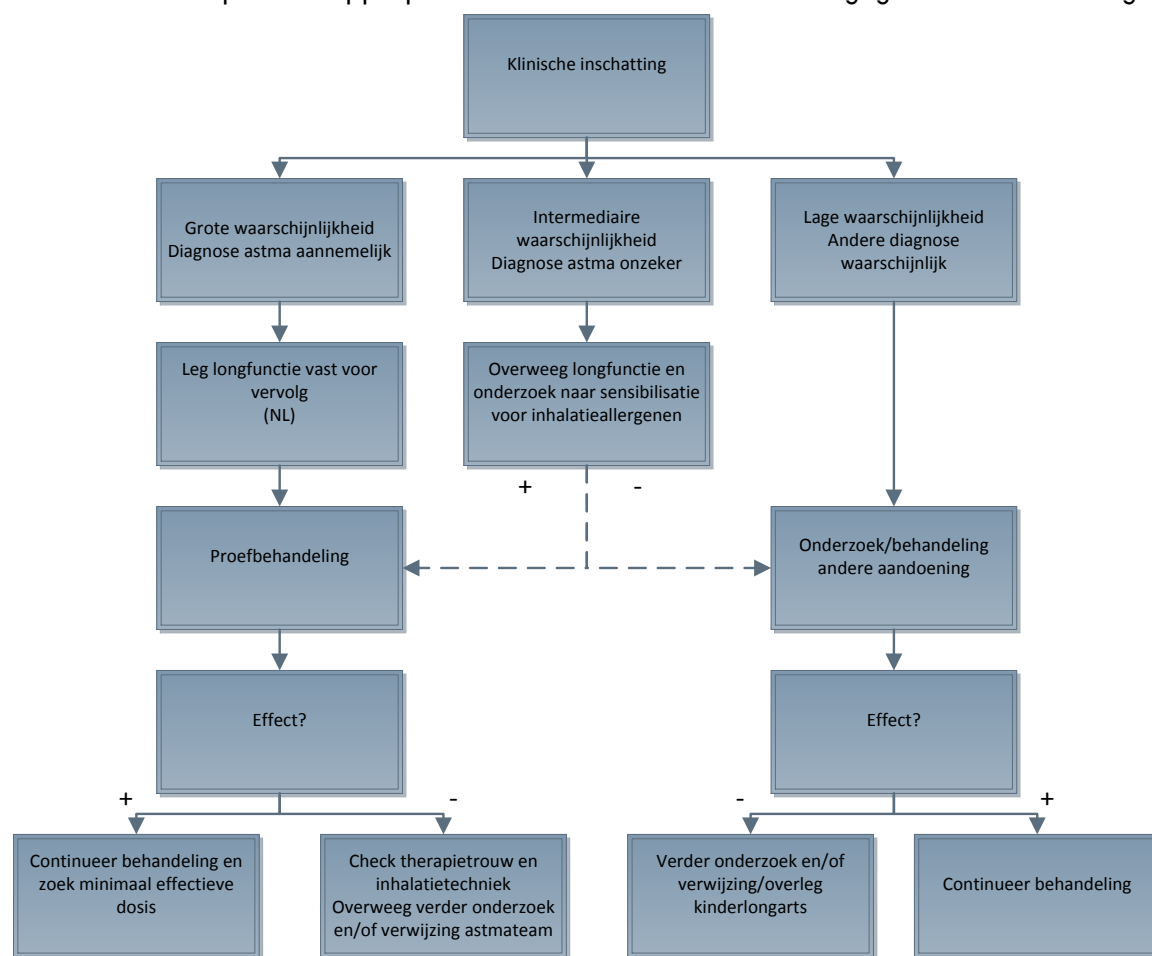 Klinische inschatting
Grote waarschijnlijkheid
Diagnose astma aannemelijk
Intermediaire
waarschijnlijkheid
Diagnose astma onzeker
Lage waarschijnlijkheid
Andere diagnose
waarschijnlijk
Leg longfunctie vast voor
vervolg
(NL)
Overweeg longfunctie en
onderzoek naar sensibilisatie
voor inhalatieallergenen
+ -
Proefbehandeling
Onderzoek/behandeling
andere aandoening
Effect?
Effect?
+ -
- +
Continueer behandeling en
zoek minimaal effectieve
dosis
Check therapietrouw en
inhalatietechniek
Overweeg verder onderzoek
en/of verwijzing astmateam
Verder onderzoek en/of
verwijzing/overleg
kinderlongarts
Continueer behandeling